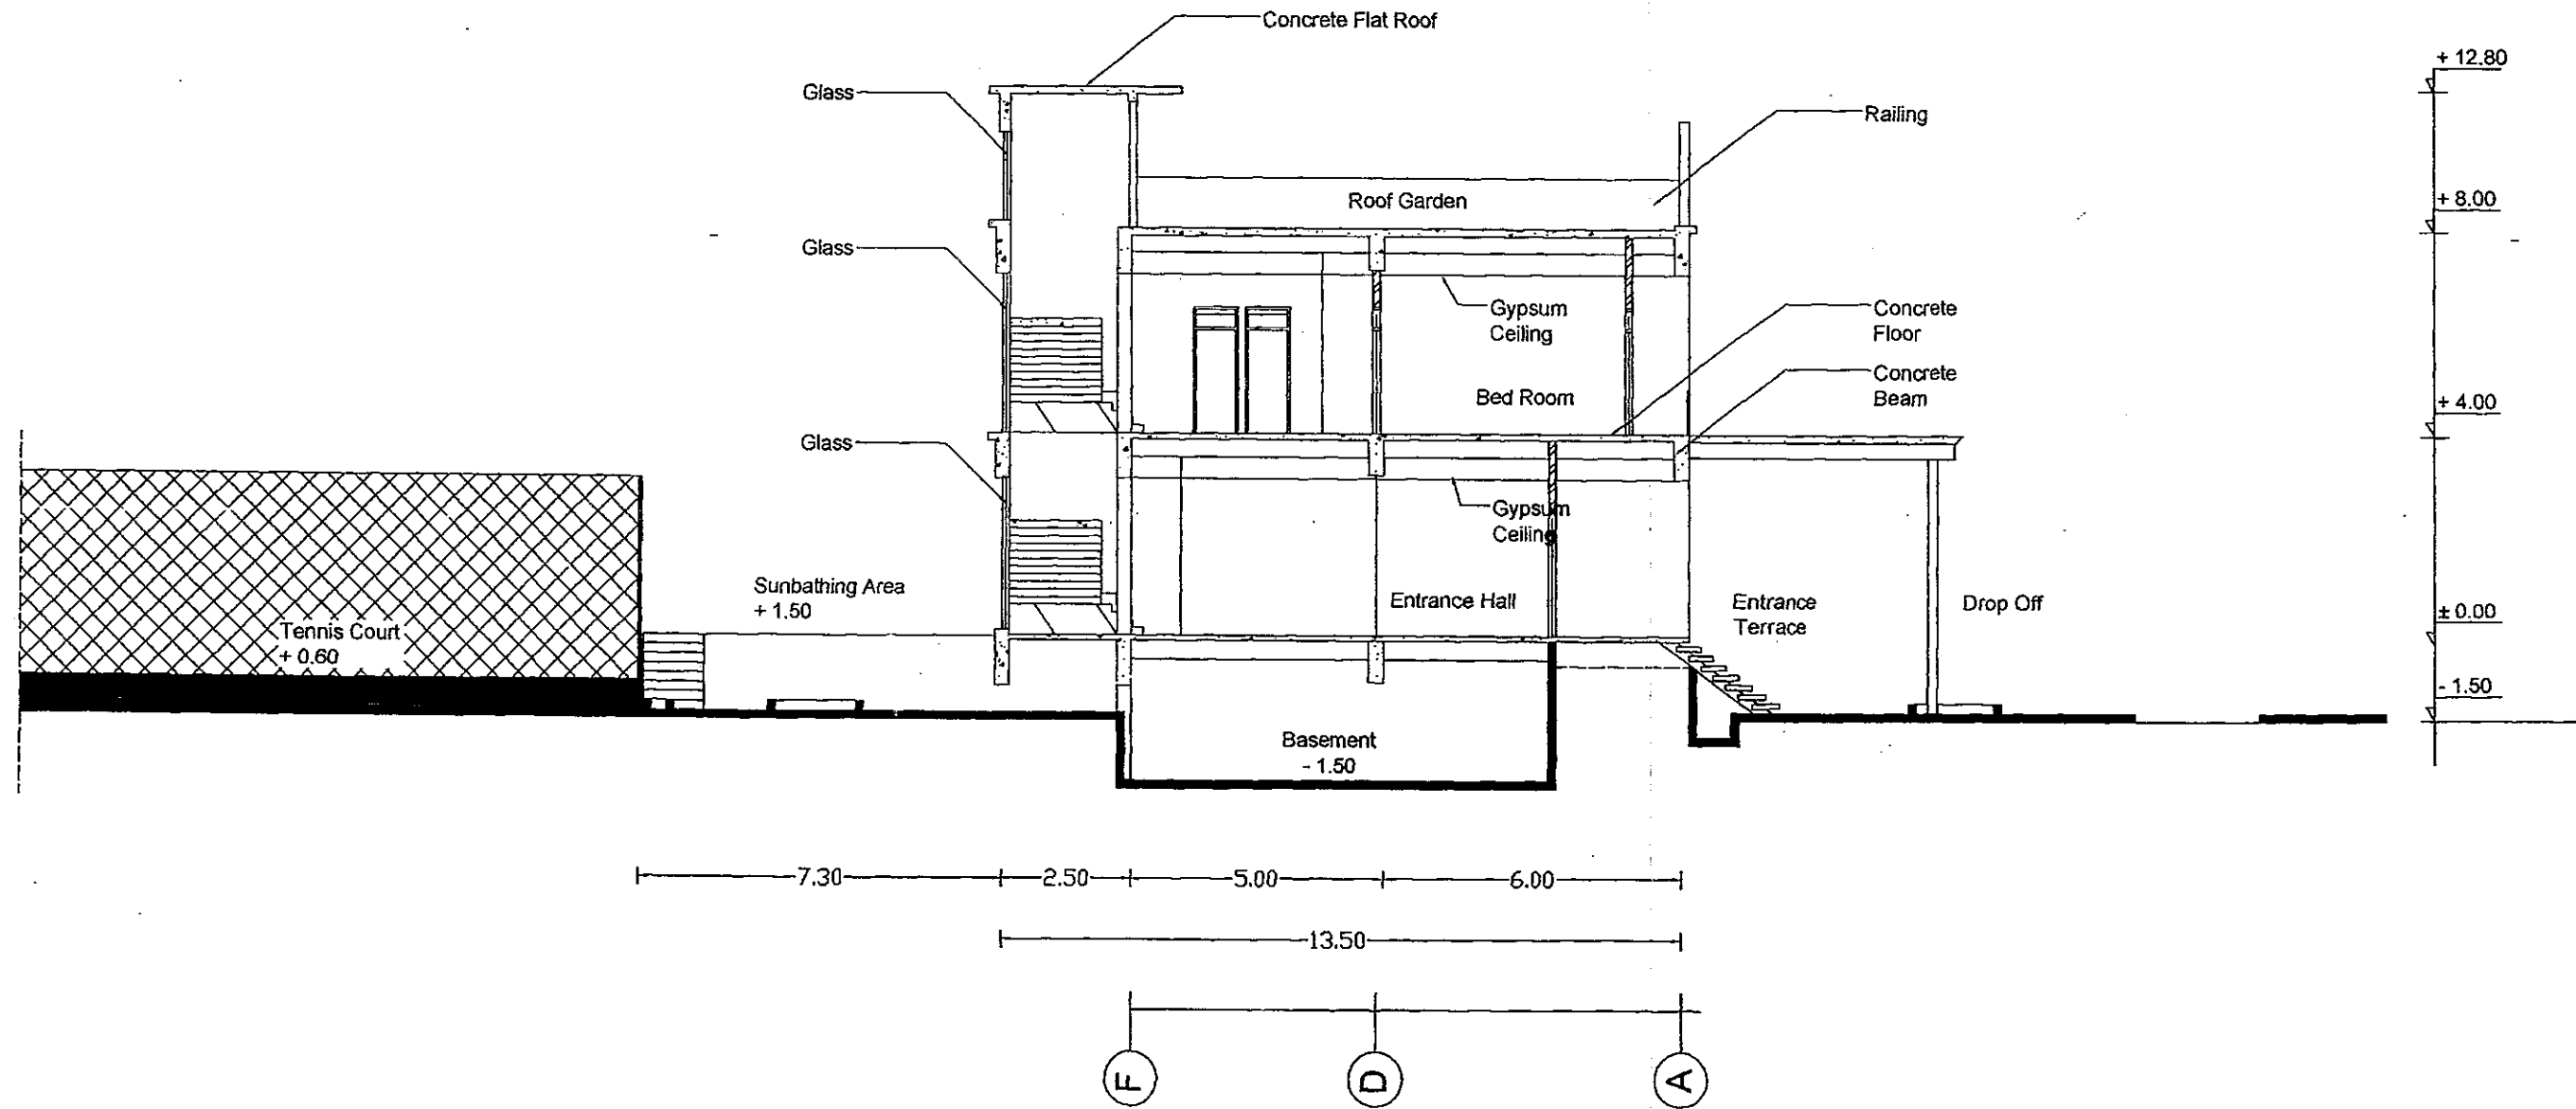 Concrete Flat Roof
+ 12.80
Glass
Railing
+ 8.00
Roof Garden
Glass
Gypsum
Ceiling
Concrete
Floor
Concrete
Beam
Bed Room
+ 4.00
Glass
Gypsum
Ceiling
Sunbathing Area
+ 1.50
Entrance Hall
Entrance
Terrace
Drop Off
± 0.00
Tennis Court
+ 0.60
- 1.50
Basement
- 1.50
7.30
2.50
5.00
6.00
13.50
F
D
A